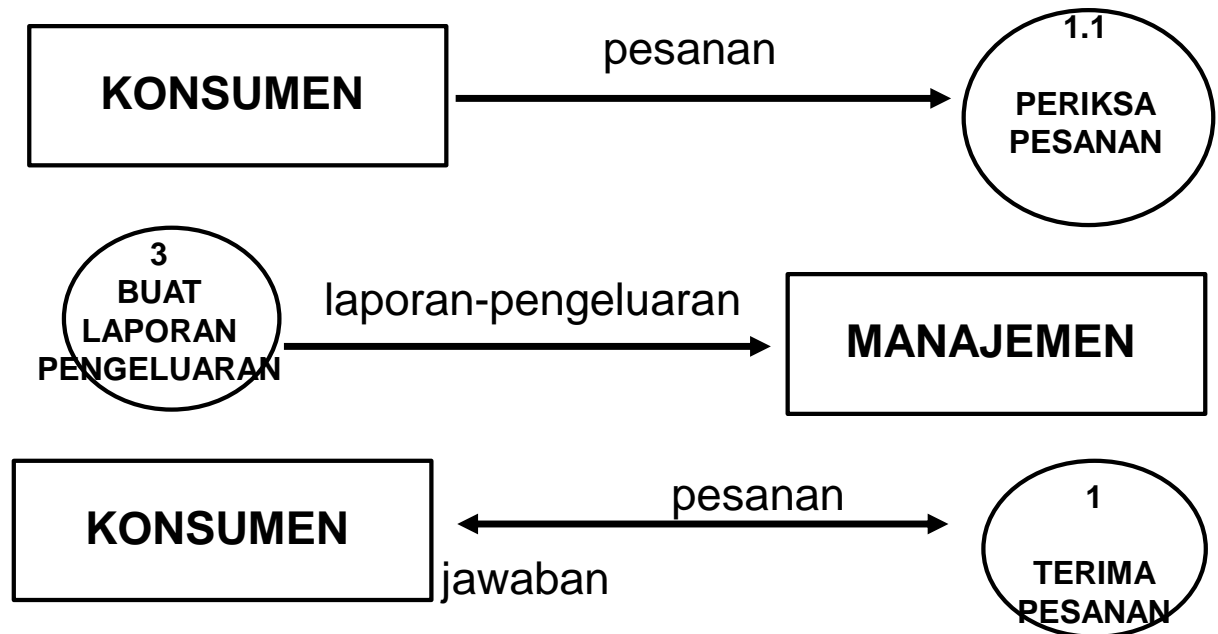 KONSUMEN
pesanan
1.1
PERIKSA
PESANAN
3
BUAT
LAPORAN
PENGELUARAN
laporan-pengeluaran
MANAJEMEN
KONSUMEN
pesanan
jawaban
1
TERIMA
PESANAN